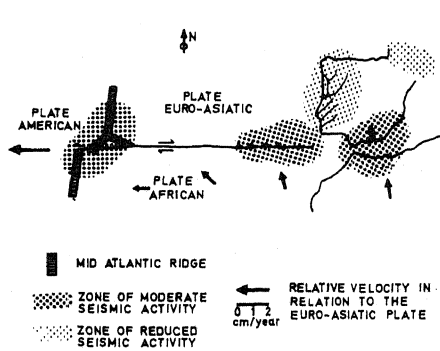 N
PLATE
AMERICAN
PLATE
EURO-ASIATIC
PLATE
AFRICAN
MID ATLANTIC RIDGE
ZONE OF MODERATE
SEISMIC ACTIVITY
ZONE OF REDUCED
SEISMIC ACTIVITY
0 1 2
cm/year
RELATIVE VELOCITY IN
RELATION TO THE
EURO-ASIATIC PLATE